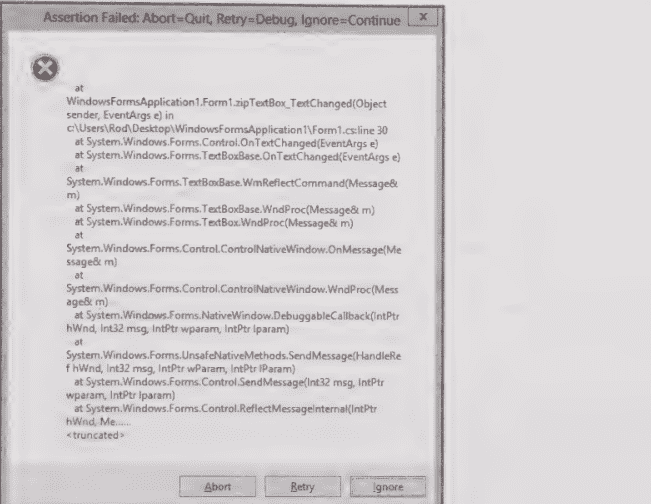 Assertion Failed: Abort=Quit, Retry=Debug, Ignore=Continue
x
at
WindowsFormsApplication1.Form1.zipTextBox_TextChanged(Object
sender, EventArgs e) in
c:\Users\Rod\Desktop\WindowsFormsApplication1\Form1.cs:line 30
at System.Windows.Forms.Control.OnTextChanged(EventArgs e)
at System.Windows.Forms.TextBoxBase.OnTextChanged(EventArgs e)
at
System.Windows.Forms.TextBoxBase.WmReflectCommand(Message&
m)
at System.Windows.Forms.TextBoxBase.WndProc(Message& m)
at System.Windows.Forms.TextBox.WndProc(Message& m)
at
System.Windows.Forms.Control.ControlNativeWindow.OnMessage(Me
ssage& m)
at
System.Windows.Forms.Control.ControlNativeWindow.WndProc(Mess
age& m)
at System.Windows.Forms.NativeWindow.DebuggableCallback(IntPtr
hWnd, Int32 msg, IntPtr wparam, IntPtr lparam)
at
System.Windows.Forms.UnsafeNativeMethods.SendMessage(HandleRe
f hWnd, Int32 msg, IntPtr wParam, IntPtr lParam)
at System.Windows.Forms.Control.SendMessage(Int32 msg, IntPtr
wparam, IntPtr lparam)
at System.Windows.Forms.Control.ReflectMessageInternal(IntPtr
hWnd, Me......
<truncated>
Abort Retry Ignore